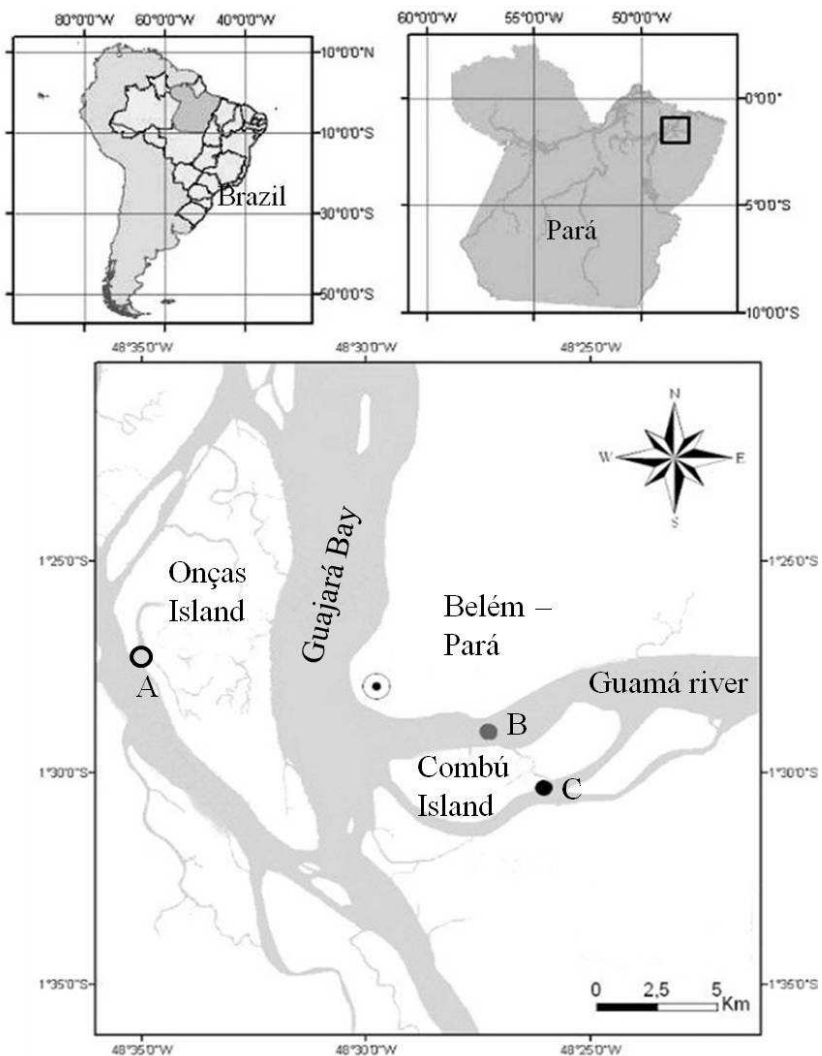 80°0'0"W 60°0'0"W 40°0'0"W
10°0'0"N
10°0'0"S
Brazil
30°0'0"S
50°0'0"S
60°0'0"W 55°0'0"W 50°0'0"W
0°0'0"
5°0'0"S
Pará
10°0'0"S
48°35'0"W 48°30'0"W 48°25'0"W
N
W E
S
1°25'0"S 1°25'0"S
Onças
Island
Guajará Bay
Belém –
Pará
A
Guamá river
B
1°30'0"S 1°30'0"S
Combú
Island
C
1°35'0"S 1°35'0"S
0 2,5 5
Km
48°35'0"W 48°30'0"W 48°25'0"W